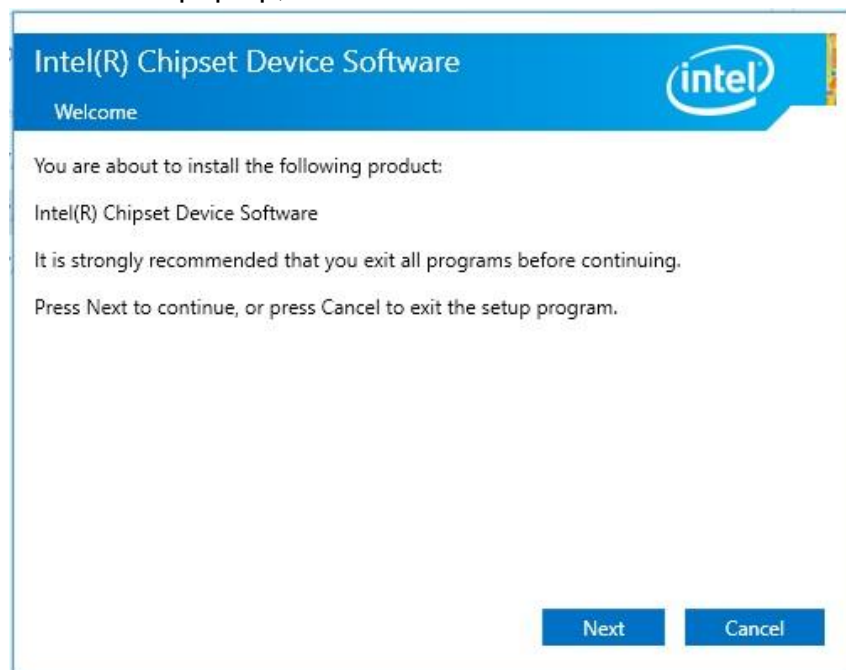 Intel(R) Chipset Device Software
intel
Welcome
You are about to install the following product:
Intel(R) Chipset Device Software
It is strongly recommended that you exit all programs before continuing.
Press Next to continue, or press Cancel to exit the setup program.
Next Cancel